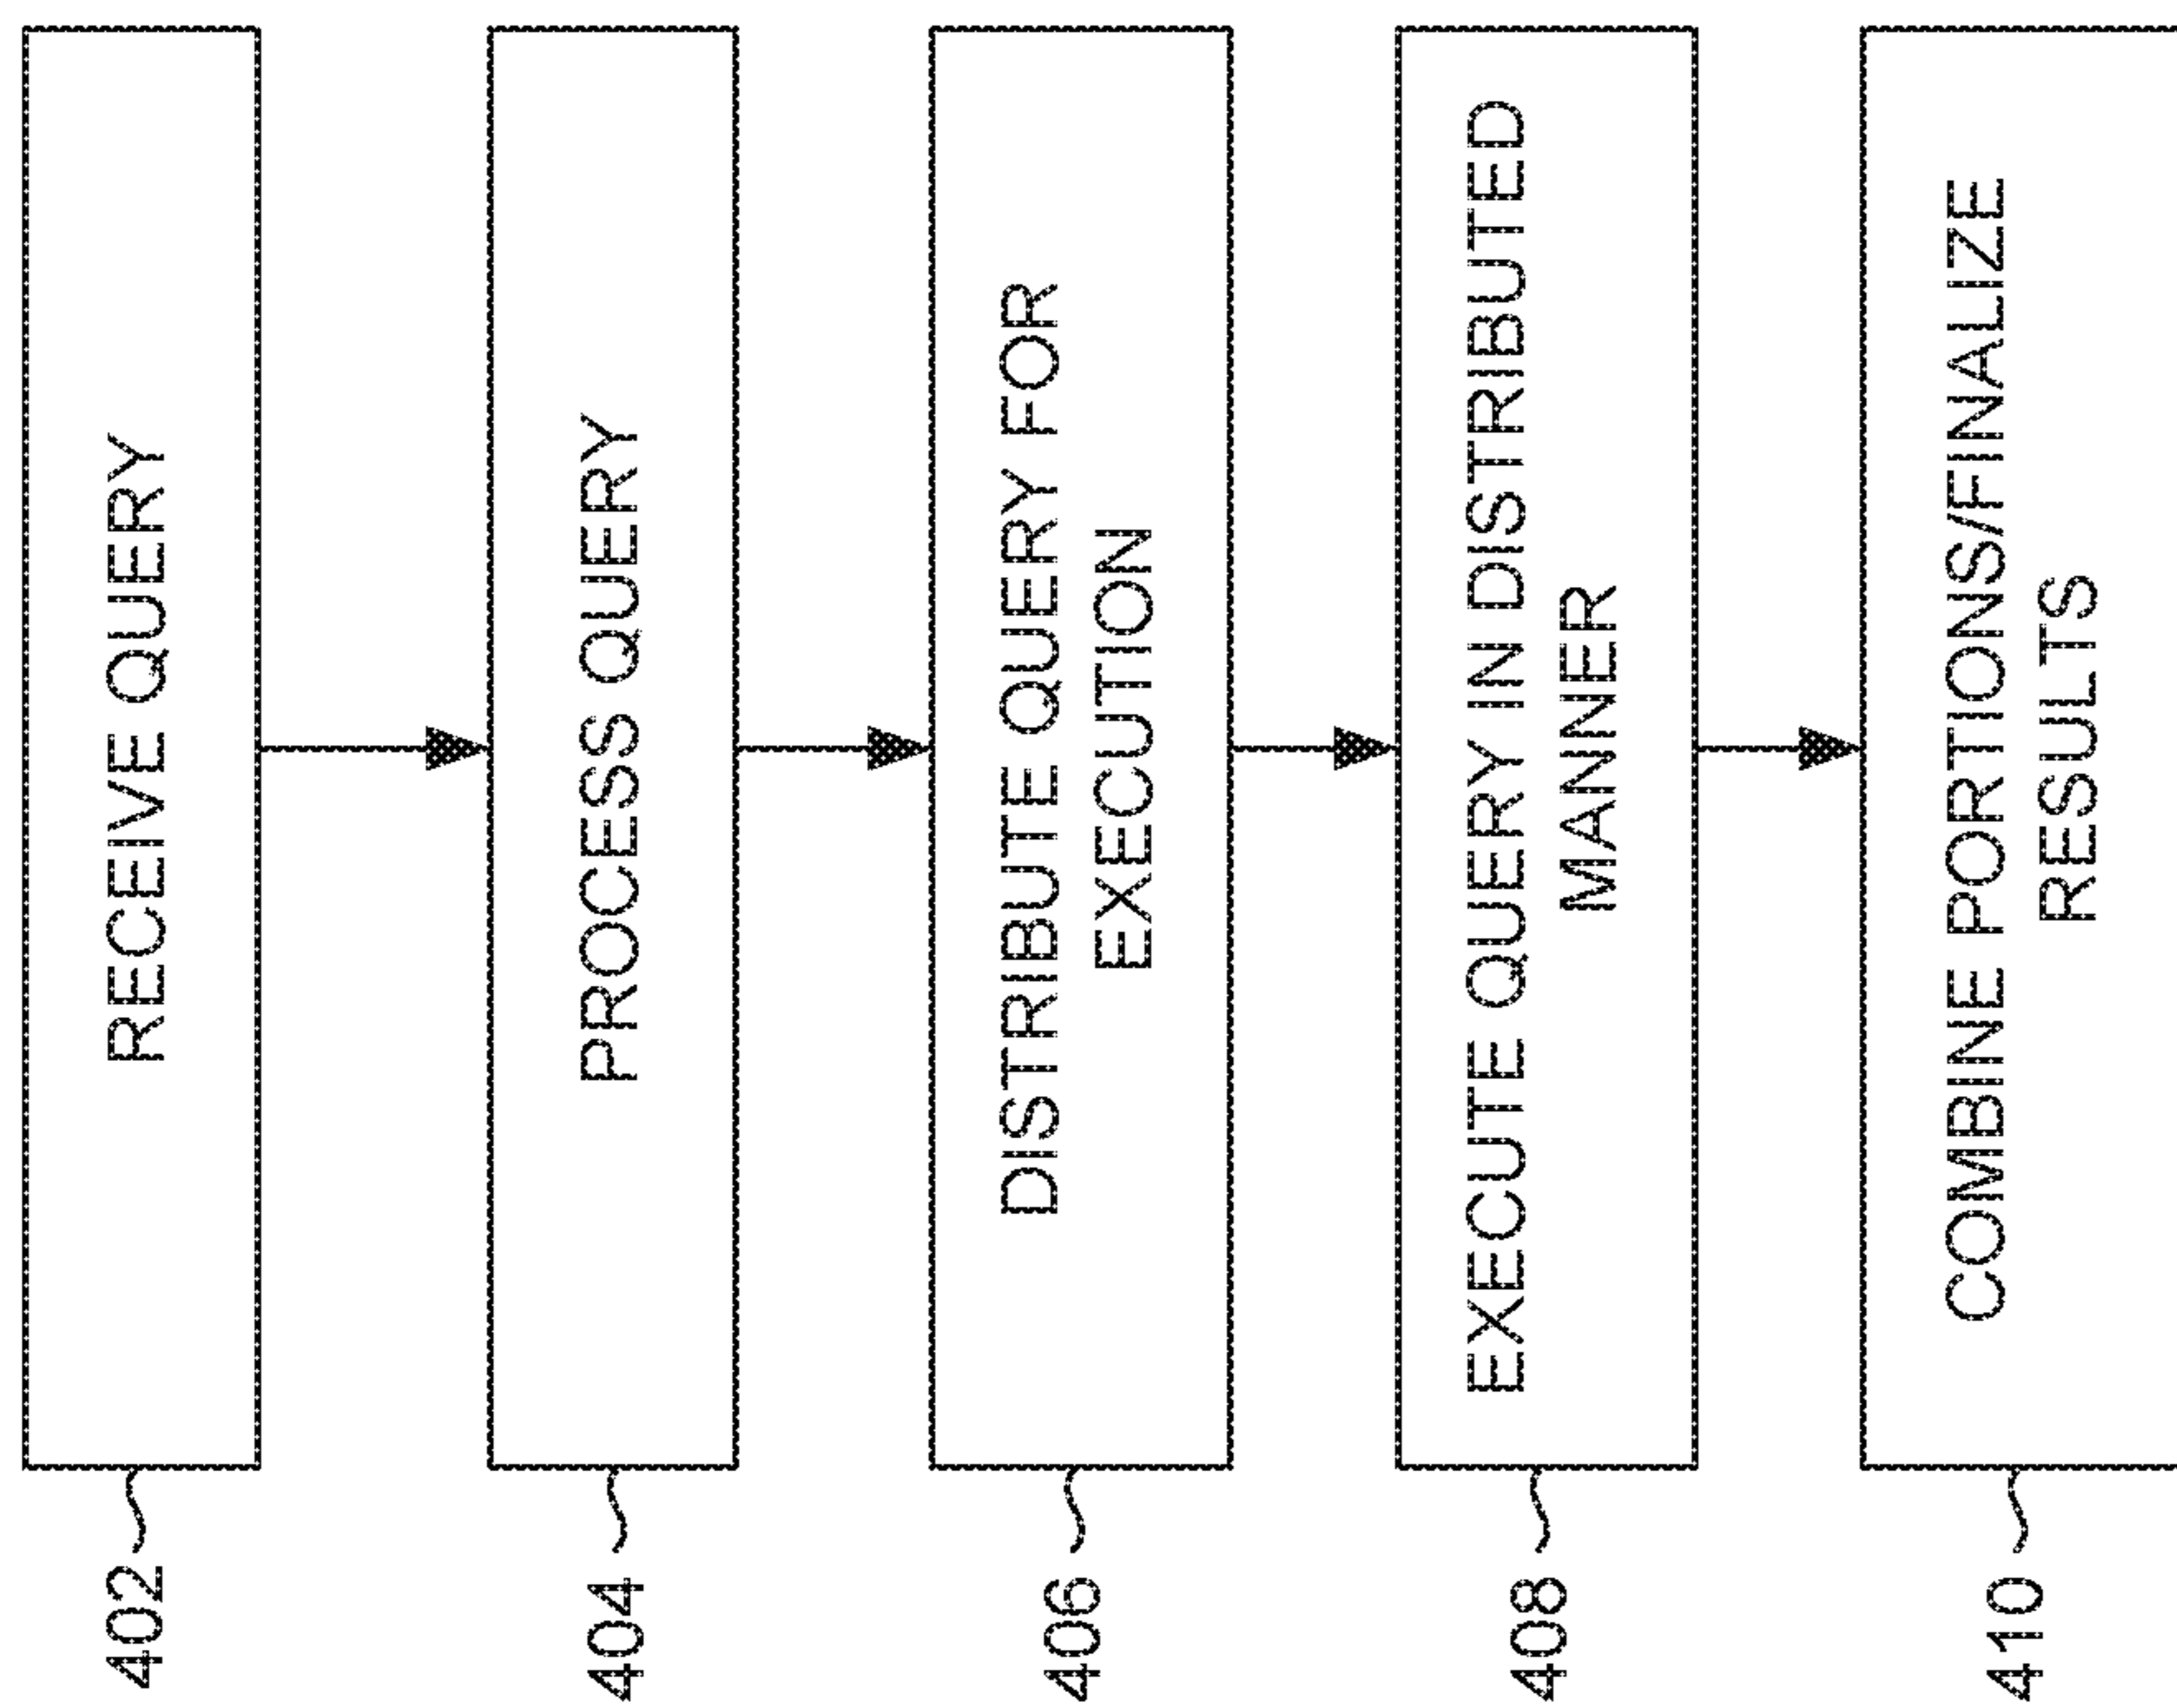 402
RECEIVE QUERY
404
PROCESS QUERY
406
DISTRIBUTE QUERY FOR
EXECUTION
408
EXECUTE QUERY IN DISTRIBUTED
MANNER
410
COMBINE PORTIONS/FINALIZE
RESULTS